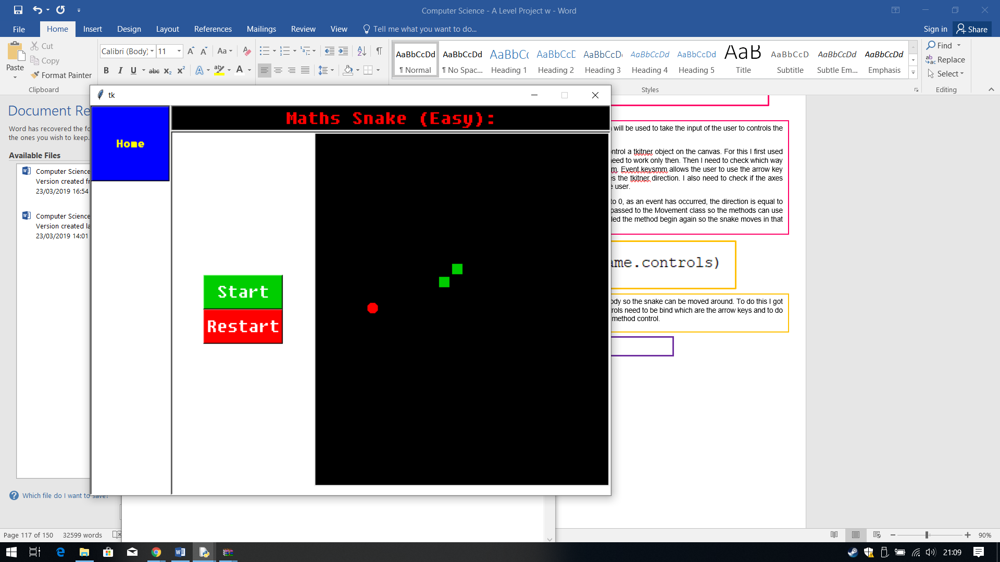 Computer Science - A Level Project w - Word
File Home Insert Design Layout References Mailings Review View Tell me what you want to do... Sign in Share
Paste
Cut
Copy
Format Painter
Clipboard
Calibri (Body) 11
Aa
B I U abc X2 X2 A ab A
AaBbCcDd AaBbCcDd AaBbCc AaBbCcD AaBbCcDd AaBbCcDd AaBbCcDd AaB AaBbCcD AaBbCcDd AaBbCcDd
¶ Normal ¶ No Spac... Heading 1 Heading 2 Heading 3 Heading 4 Heading 5 Title Subtitle Subtle Em... Emphasis
Styles
Find
Replace
Select
Editing
Document Re
Word has recovered the fo
the ones you wish to keep.
Available Files
Computer Science
Version created fr
23/03/2019 16:54
Computer Science
Version created la
23/03/2019 14:01
Which file do I want to save?
tk
Home
Maths Snake (Easy):
Start
Restart
will be used to take the input of the user to controls the
ntrol a tkitner object on the canvas. For this I first used
eed to work only then. Then I need to check which way
m. Event.keysmm allows the user to use the arrow key
s the tkitner direction. I also need to check if the axes
e user.
to 0, as an event has occurred, the direction is equal to
passed to the Movement class so the methods can use
led the method begin again so the snake moves in that
ame.controls)
ody so the snake can be moved around. To do this I got
trols need to be bind which are the arrow keys and to do
method control.
Page 117 of 150 32599 words
90%
21:09